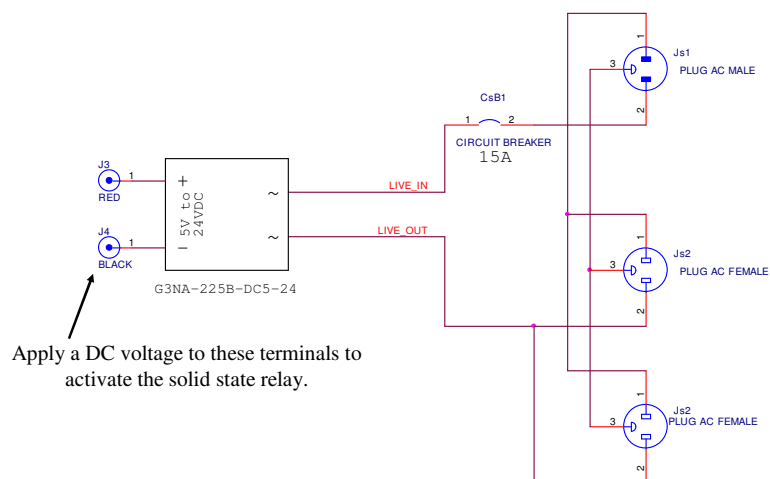 1
Js1
3
PLUG AC MALE
2
CsB1
1 2
CIRCUIT BREAKER
15A
J3
1
RED
+
5V to
24VDC
~
LIVE_IN
J4
1
BLACK
−
~
LIVE_OUT
G3NA-225B-DC5-24
1
Js2
3
PLUG AC FEMALE
2
Apply a DC voltage to these terminals to
activate the solid state relay.
1
Js2
3
PLUG AC FEMALE
2